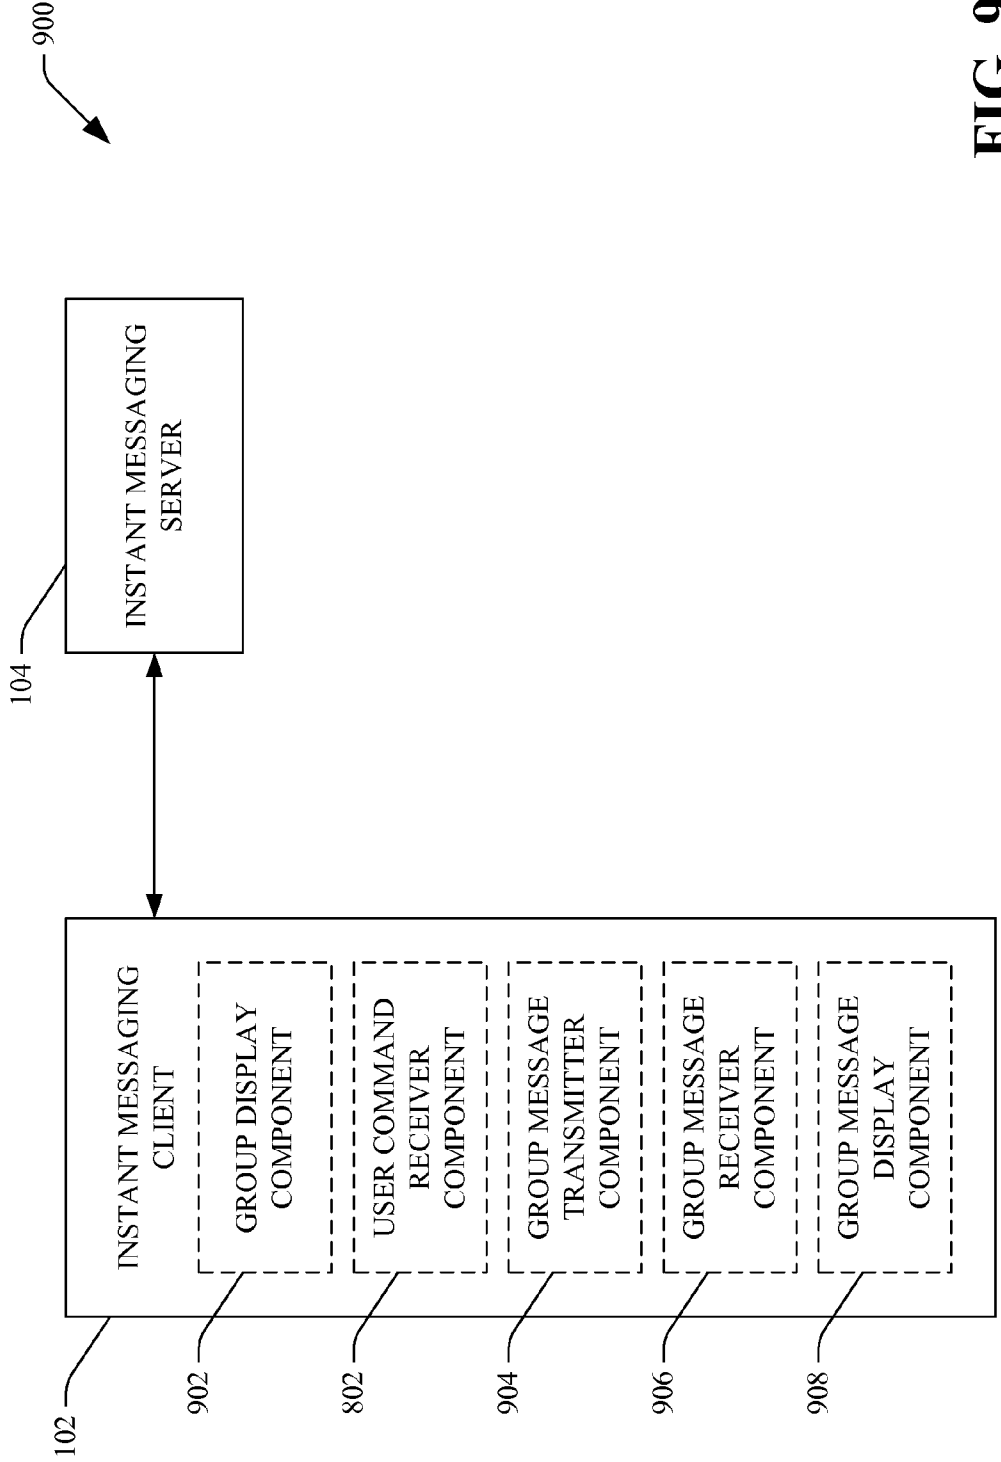 900
104
INSTANT MESSAGING
SERVER
102
INSTANT MESSAGING
CLIENT
902
GROUP DISPLAY
COMPONENT
802
USER COMMAND
RECEIVER
COMPONENT
904
GROUP MESSAGE
TRANSMITTER
COMPONENT
906
GROUP MESSAGE
RECEIVER
COMPONENT
908
GROUP MESSAGE
DISPLAY
COMPONENT
FIG. 9